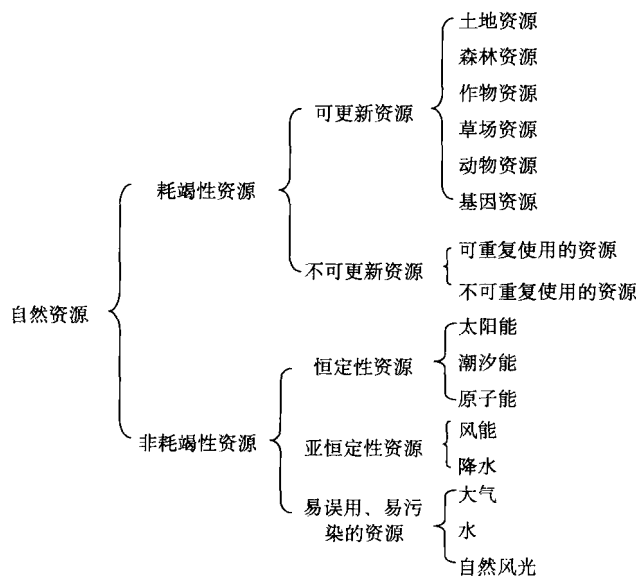 土地资源
森林资源
作物资源
可更新资源
草场资源
动物资源
耗竭性资源
基因资源
可重复使用的资源
不可更新资源
不可重复使用的资源
自然资源
太阳能
恒定性资源
潮汐能
原子能
风能
非耗竭性资源
亚恒定性资源
降水
大气
易误用、易污
染的资源
水
自然风光